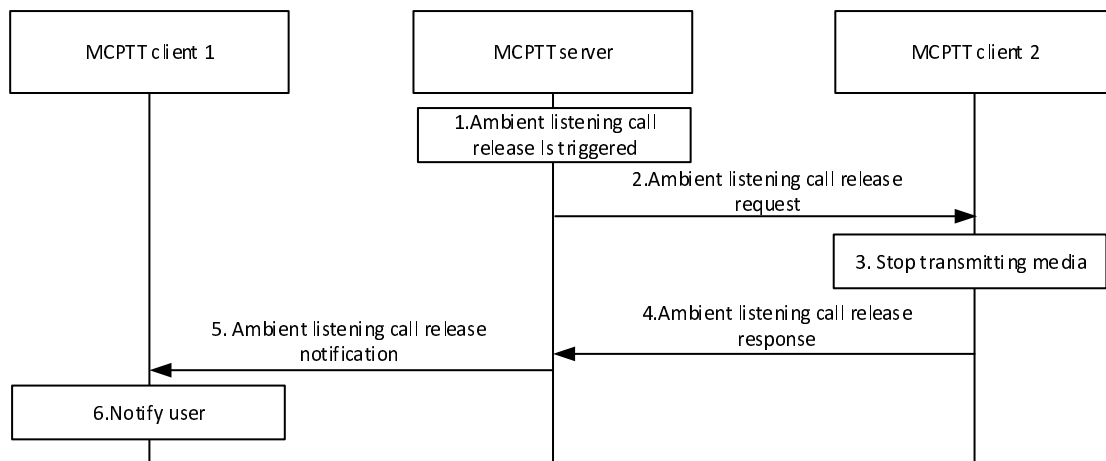 MCPTT client 1
MCPTT server
MCPTT client 2
1.Ambient listening call
release Is triggered
2.Ambient listening call release
request
3. Stop transmitting media
4.Ambient listening call release
response
5. Ambient listening call release
notification
6.Notify user